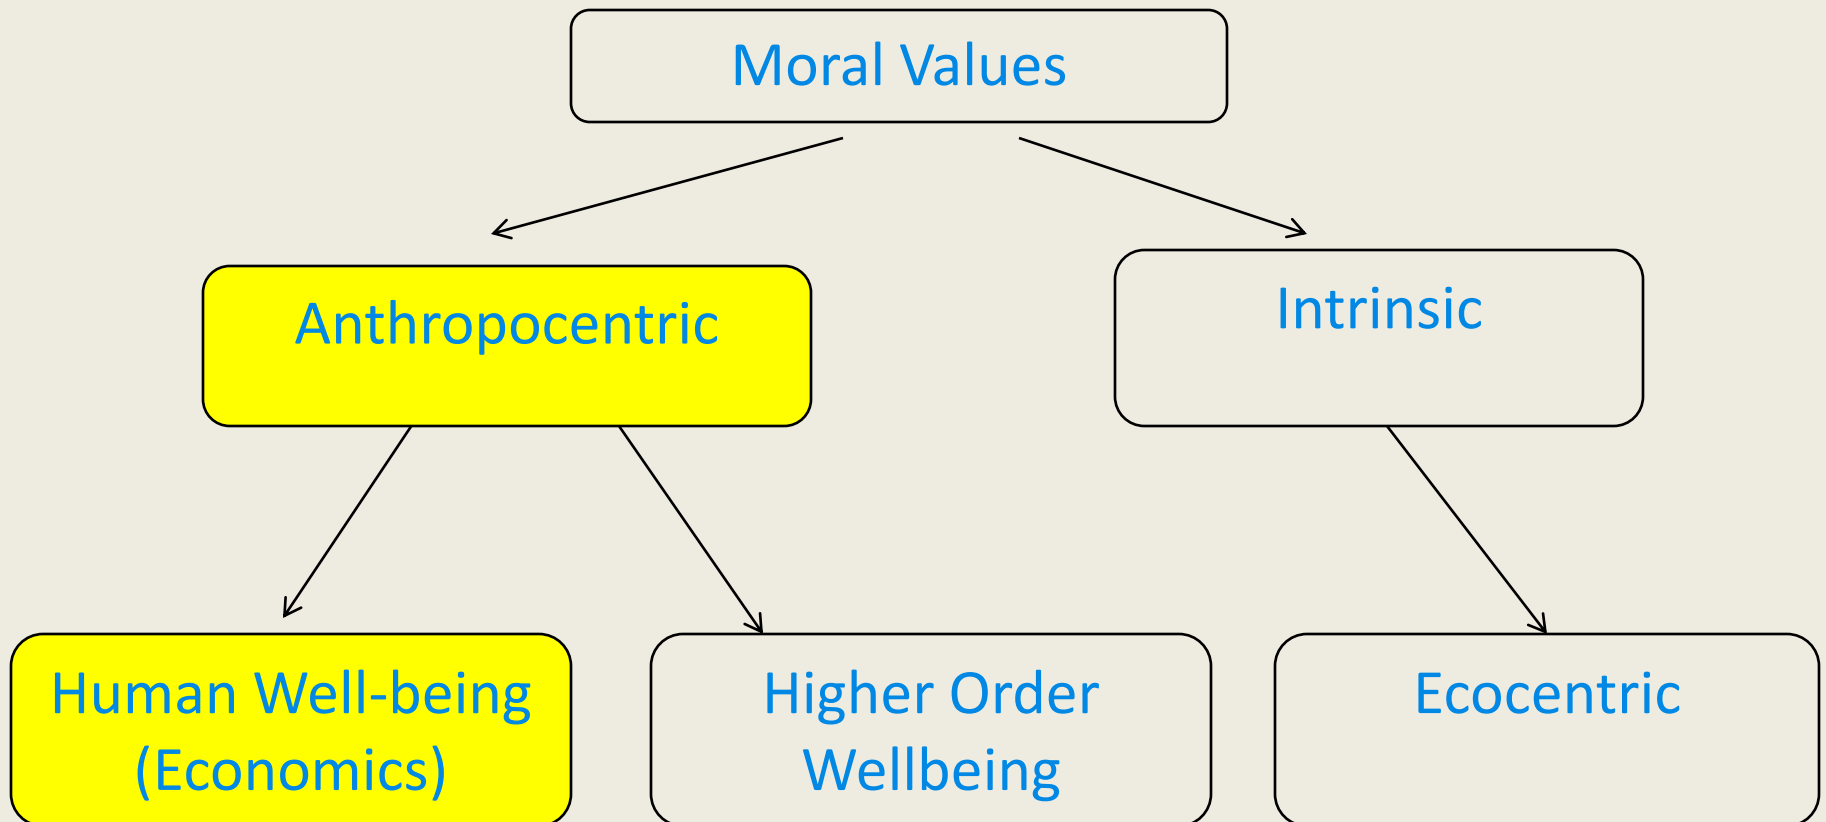 Moral Values
Anthropocentric
Intrinsic
Human Well-being
(Economics)
Higher Order
Wellbeing
Ecocentric